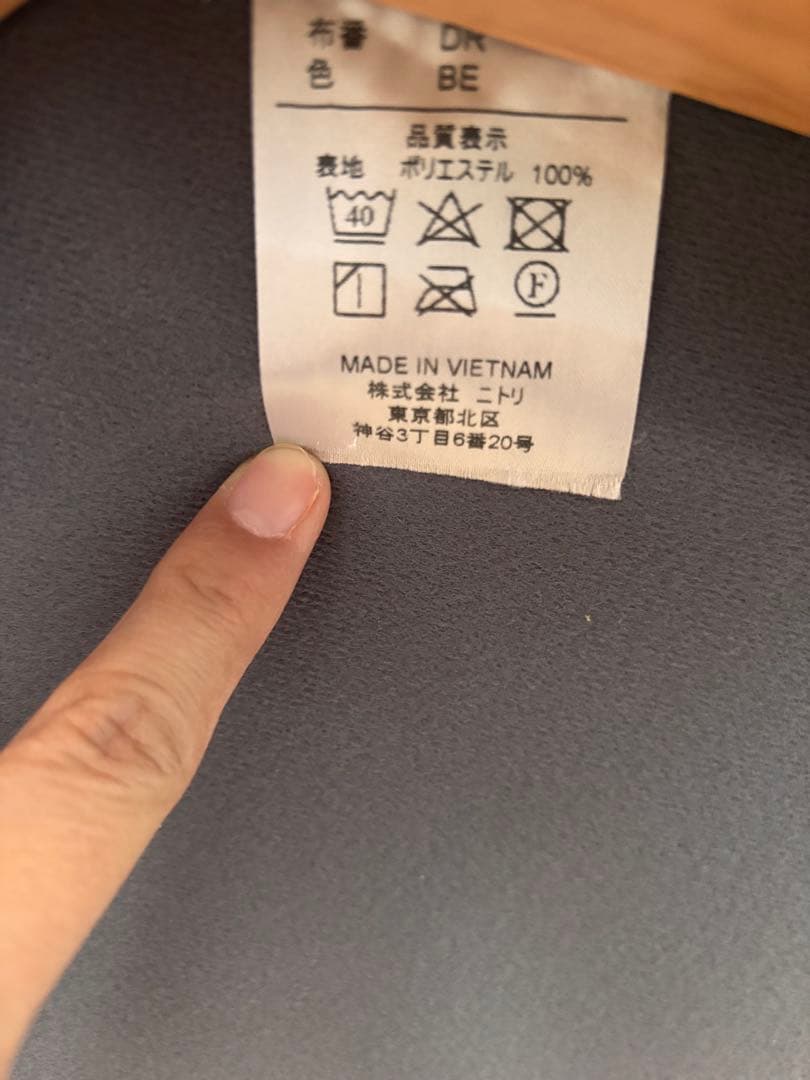 布番 DR
色 BE
品質表示
表地 ポリエステル 100%
40
F
MADE IN VIETNAM
株式会社 ニトリ
東京都北区
神谷3丁目6番20号